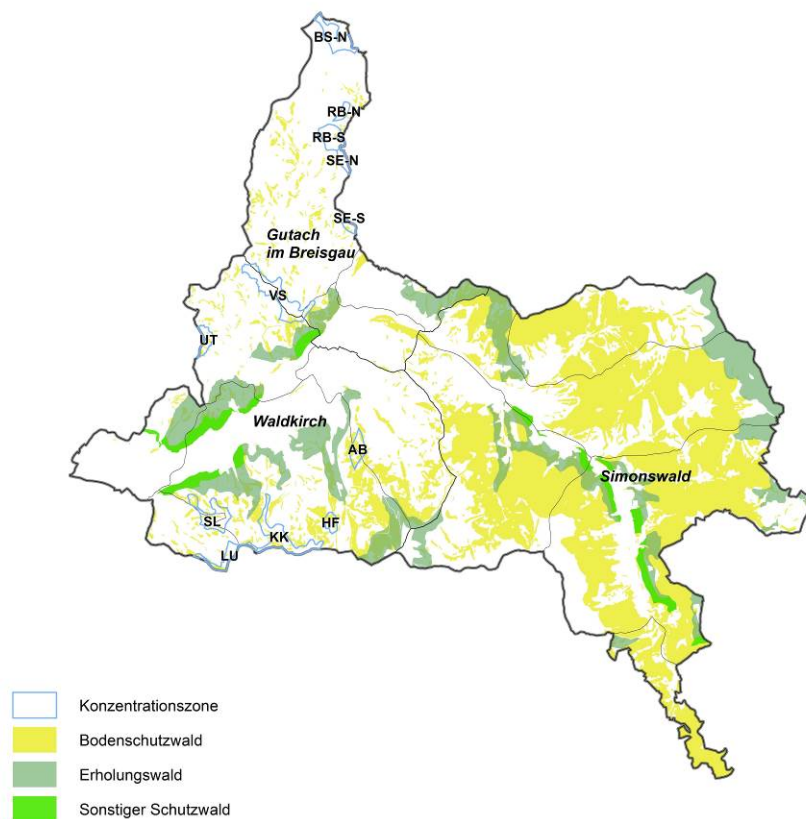 BS-N
RB-N
RB-S
SE-N
SE-S
Gutach
im Breisgau
VS
UT
Waldkirch
AB
Simonswald
SL
HF
KK
LU
Konzentrationszone
Bodenschutzwald
Erholungswald
Sonstiger Schutzwald